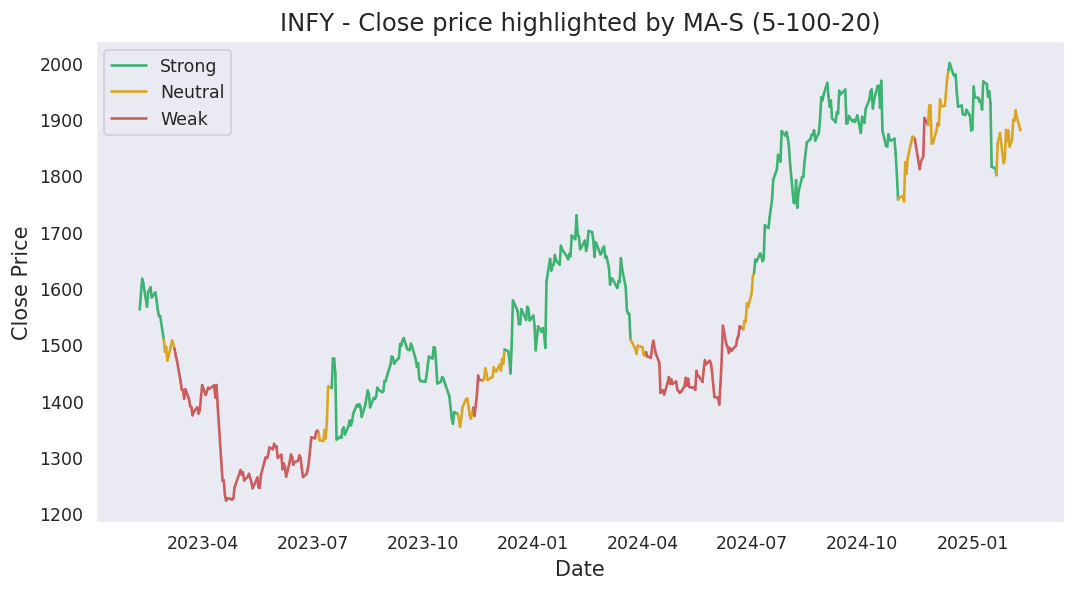 INFY - Close price highlighted by MA-S (5-100-20)
Strong
Neutral
Weak
Close Price
2000
1900
1800
1700
1600
1500
1400
1300
1200
2023-04 2023-07 2023-10 2024-01 2024-04 2024-07 2024-10 2025-01
Date